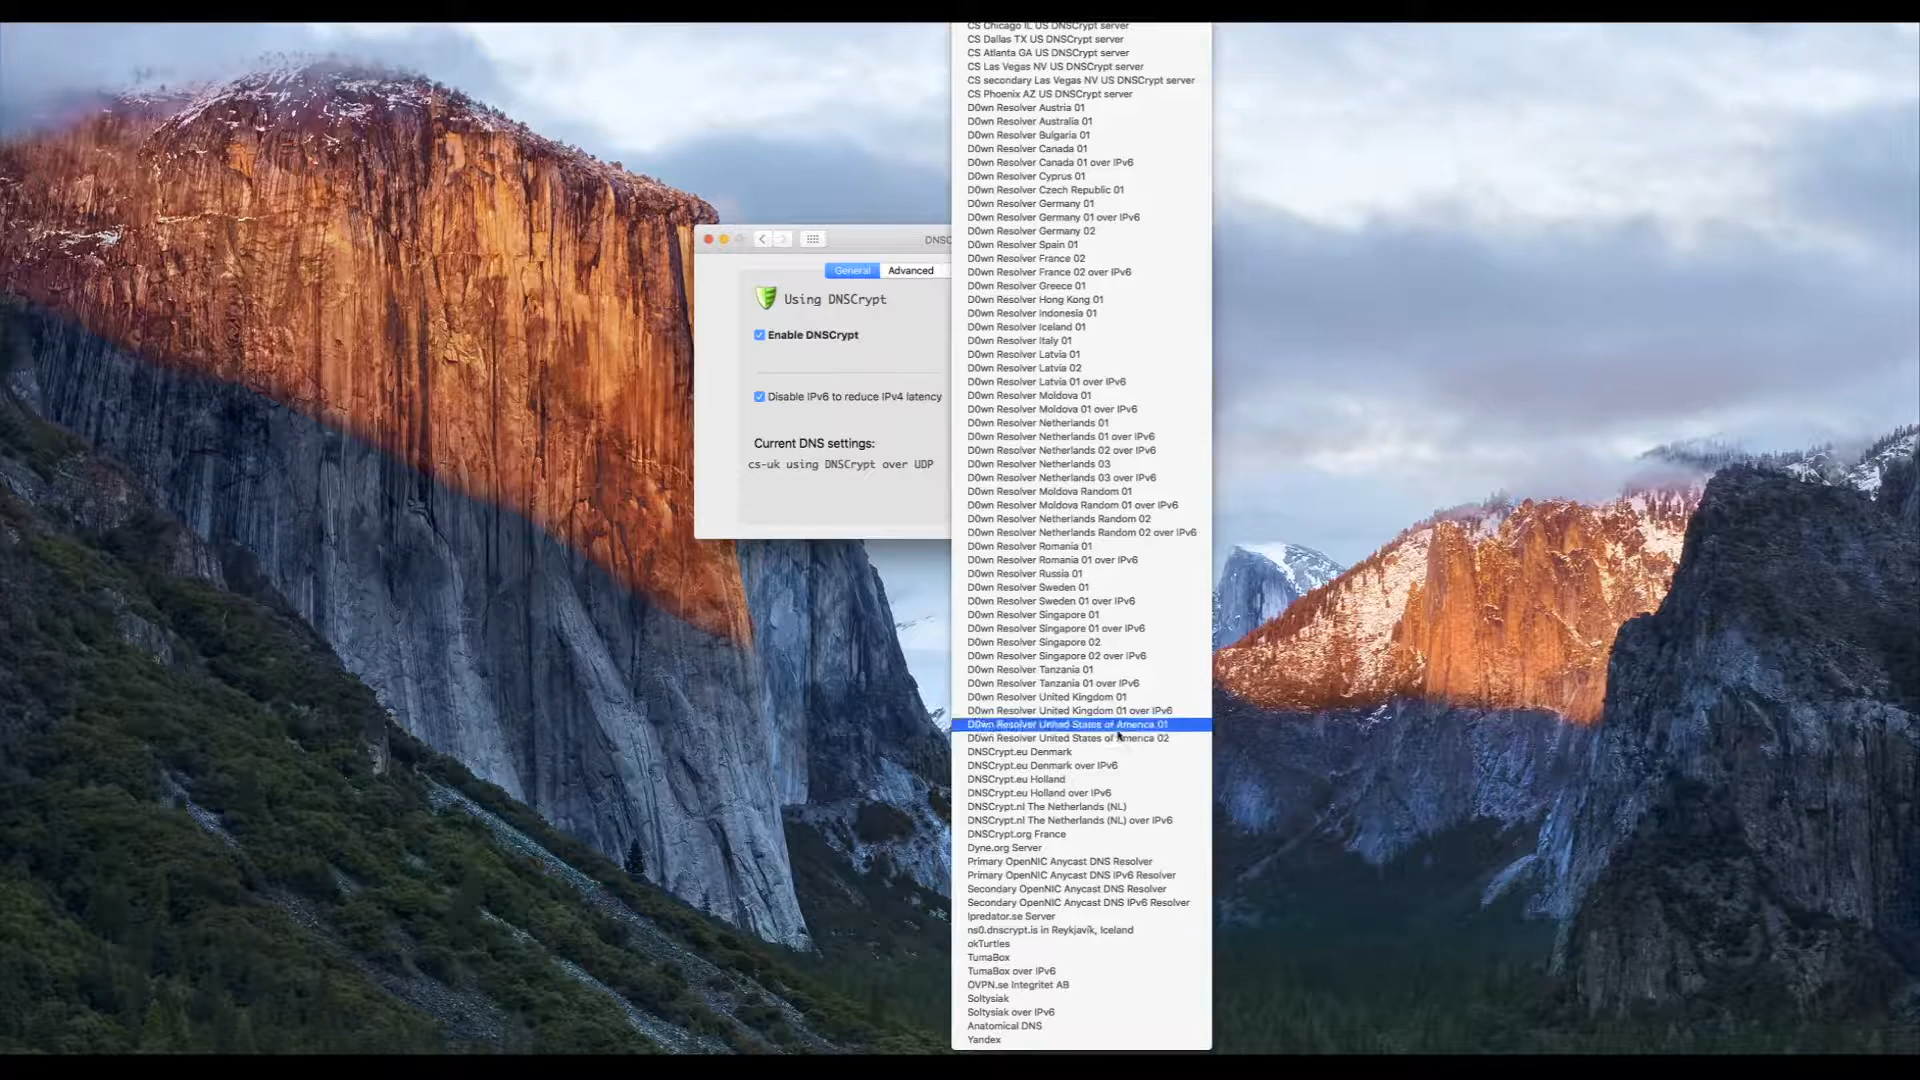 DNSC
General
Advanced
Using DNSCrypt
Enable DNSCrypt
Disable IPv6 to reduce IPv4 latency
Current DNS settings:
cs-uk using DNSCrypt over UDP
CS Chicago IL US DNSCrypt server
CS Dallas TX US DNSCrypt server
CS Atlanta GA US DNSCrypt server
CS Las Vegas NV US DNSCrypt server
CS secondary Las Vegas NV US DNSCrypt server
CS Phoenix AZ US DNSCrypt server
D0wn Resolver Austria 01
D0wn Resolver Australia 01
D0wn Resolver Bulgaria 01
D0wn Resolver Canada 01
D0wn Resolver Canada 01 over IPv6
D0wn Resolver Cyprus 01
D0wn Resolver Czech Republic 01
D0wn Resolver Germany 01
D0wn Resolver Germany 01 over IPv6
D0wn Resolver Germany 02
D0wn Resolver Spain 01
D0wn Resolver France 02
D0wn Resolver France 02 over IPv6
D0wn Resolver Greece 01
D0wn Resolver Hong Kong 01
D0wn Resolver Indonesia 01
D0wn Resolver Iceland 01
D0wn Resolver Italy 01
D0wn Resolver Latvia 01
D0wn Resolver Latvia 02
D0wn Resolver Latvia 01 over IPv6
D0wn Resolver Moldova 01
D0wn Resolver Moldova 01 over IPv6
D0wn Resolver Netherlands 01
D0wn Resolver Netherlands 01 over IPv6
D0wn Resolver Netherlands 02 over IPv6
D0wn Resolver Netherlands 03
D0wn Resolver Netherlands 03 over IPv6
D0wn Resolver Moldova Random 01
D0wn Resolver Moldova Random 01 over IPv6
D0wn Resolver Netherlands Random 02
D0wn Resolver Netherlands Random 02 over IPv6
D0wn Resolver Romania 01
D0wn Resolver Romania 01 over IPv6
D0wn Resolver Russia 01
D0wn Resolver Sweden 01
D0wn Resolver Sweden 01 over IPv6
D0wn Resolver Singapore 01
D0wn Resolver Singapore 01 over IPv6
D0wn Resolver Singapore 02
D0wn Resolver Singapore 02 over IPv6
D0wn Resolver Tanzania 01
D0wn Resolver Tanzania 01 over IPv6
D0wn Resolver United Kingdom 01
D0wn Resolver United Kingdom 01 over IPv6
D0wn Resolver United States of America 01
D0wn Resolver United States of America 02
DNSCrypt.eu Denmark
DNSCrypt.eu Denmark over IPv6
DNSCrypt.eu Holland
DNSCrypt.eu Holland over IPv6
DNSCrypt.nl The Netherlands (NL)
DNSCrypt.nl The Netherlands (NL) over IPv6
DNSCrypt.org France
Dyne.org Server
Primary OpenNIC Anycast DNS Resolver
Primary OpenNIC Anycast DNS IPv6 Resolver
Secondary OpenNIC Anycast DNS Resolver
Secondary OpenNIC Anycast DNS IPv6 Resolver
Ipredator.se Server
ns0.dnscrypt.is in Reykjavík, Iceland
okTurtles
TumaBox
TumaBox over IPv6
OVPN.se Integritet AB
Soltysiak
Soltysiak over IPv6
Anatomical DNS
Yandex